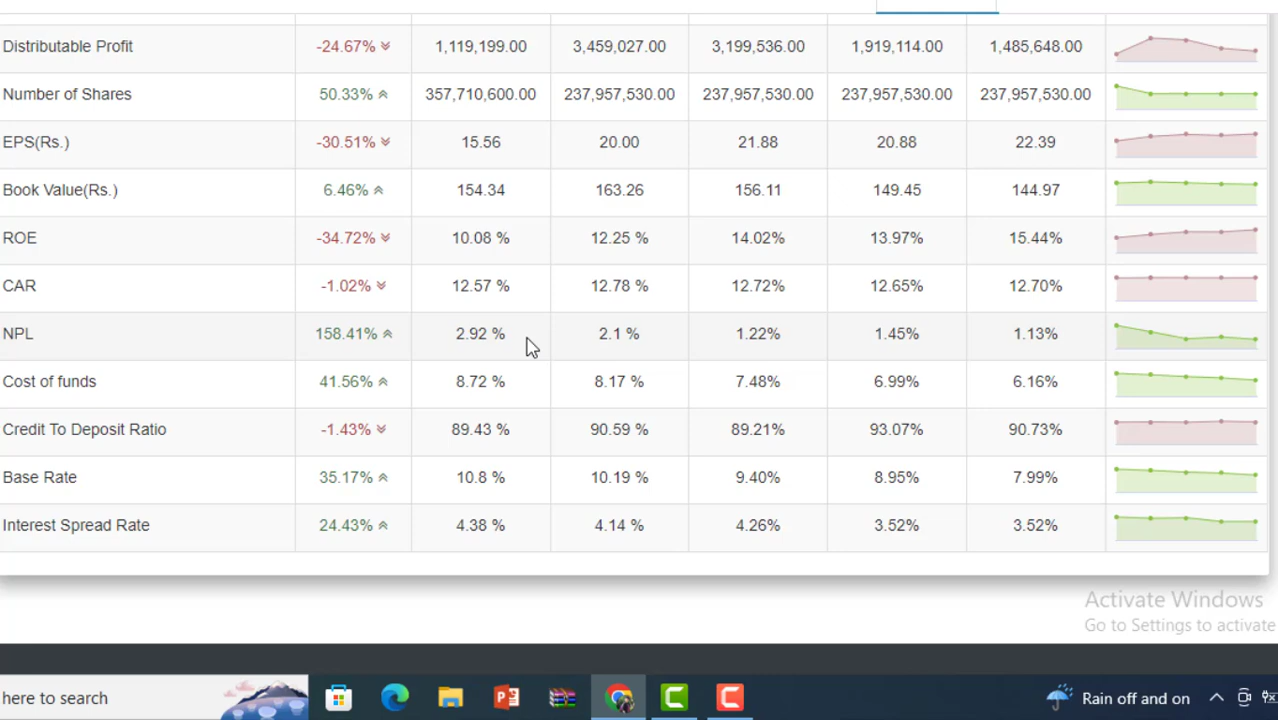 Distributable Profit -24.67% 1,119,199.00 3,459,027.00 3,199,536.00 1,919,114.00 1,485,648.00
Number of Shares 50.33% 357,710,600.00 237,957,530.00 237,957,530.00 237,957,530.00 237,957,530.00
EPS(Rs.) -30.51% 15.56 20.00 21.88 20.88 22.39
Book Value(Rs.) 6.46% 154.34 163.26 156.11 149.45 144.97
ROE -34.72% 10.08 % 12.25 % 14.02% 13.97% 15.44%
CAR -1.02% 12.57 % 12.78 % 12.72% 12.65% 12.70%
NPL 158.41% 2.92 % 2.1 % 1.22% 1.45% 1.13%
Cost of funds 41.56% 8.72 % 8.17 % 7.48% 6.99% 6.16%
Credit To Deposit Ratio -1.43% 89.43 % 90.59 % 89.21% 93.07% 90.73%
Base Rate 35.17% 10.8 % 10.19 % 9.40% 8.95% 7.99%
Interest Spread Rate 24.43% 4.38 % 4.14 % 4.26% 3.52% 3.52%
Activate Windows
Go to Settings to activate
here to search
Rain off and on